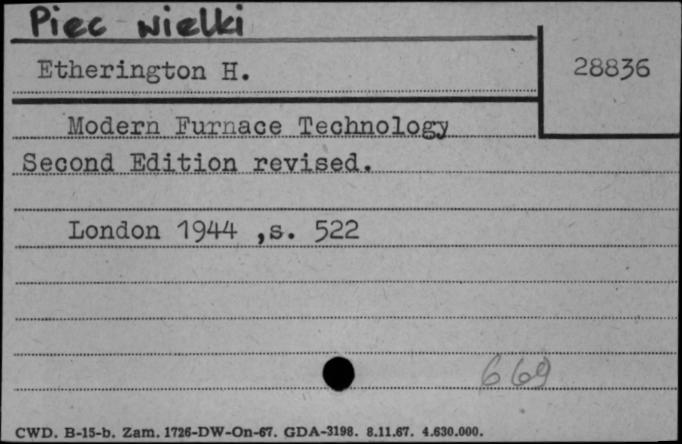 Piec wielki
Etherington H.
28836
Modern Furnace Technology
Second Edition revised.
London 1944 ,s. 522
669
CWD. B-15-b. Zam. 1726-DW-On-67. GDA-3198. 8.11.67. 4.630.000.